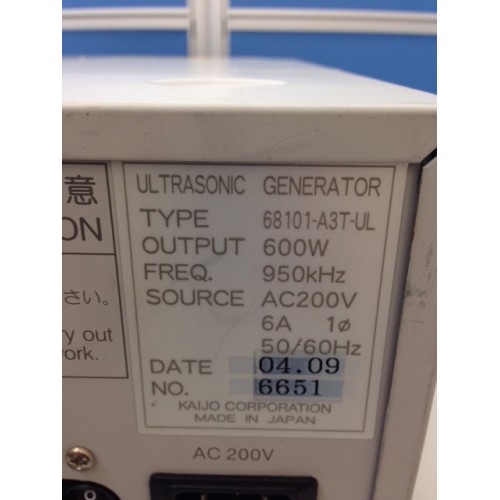 意
ON
さい。
ry out
ork.
ULTRASONIC GENERATOR
TYPE 68101-A3T-UL
OUTPUT 600W
FREQ. 950kHz
SOURCE AC200V
6A 1ø
50/60Hz
DATE 04.09
NO. 6651
KAIJO CORPORATION
MADE IN JAPAN
AC 200V